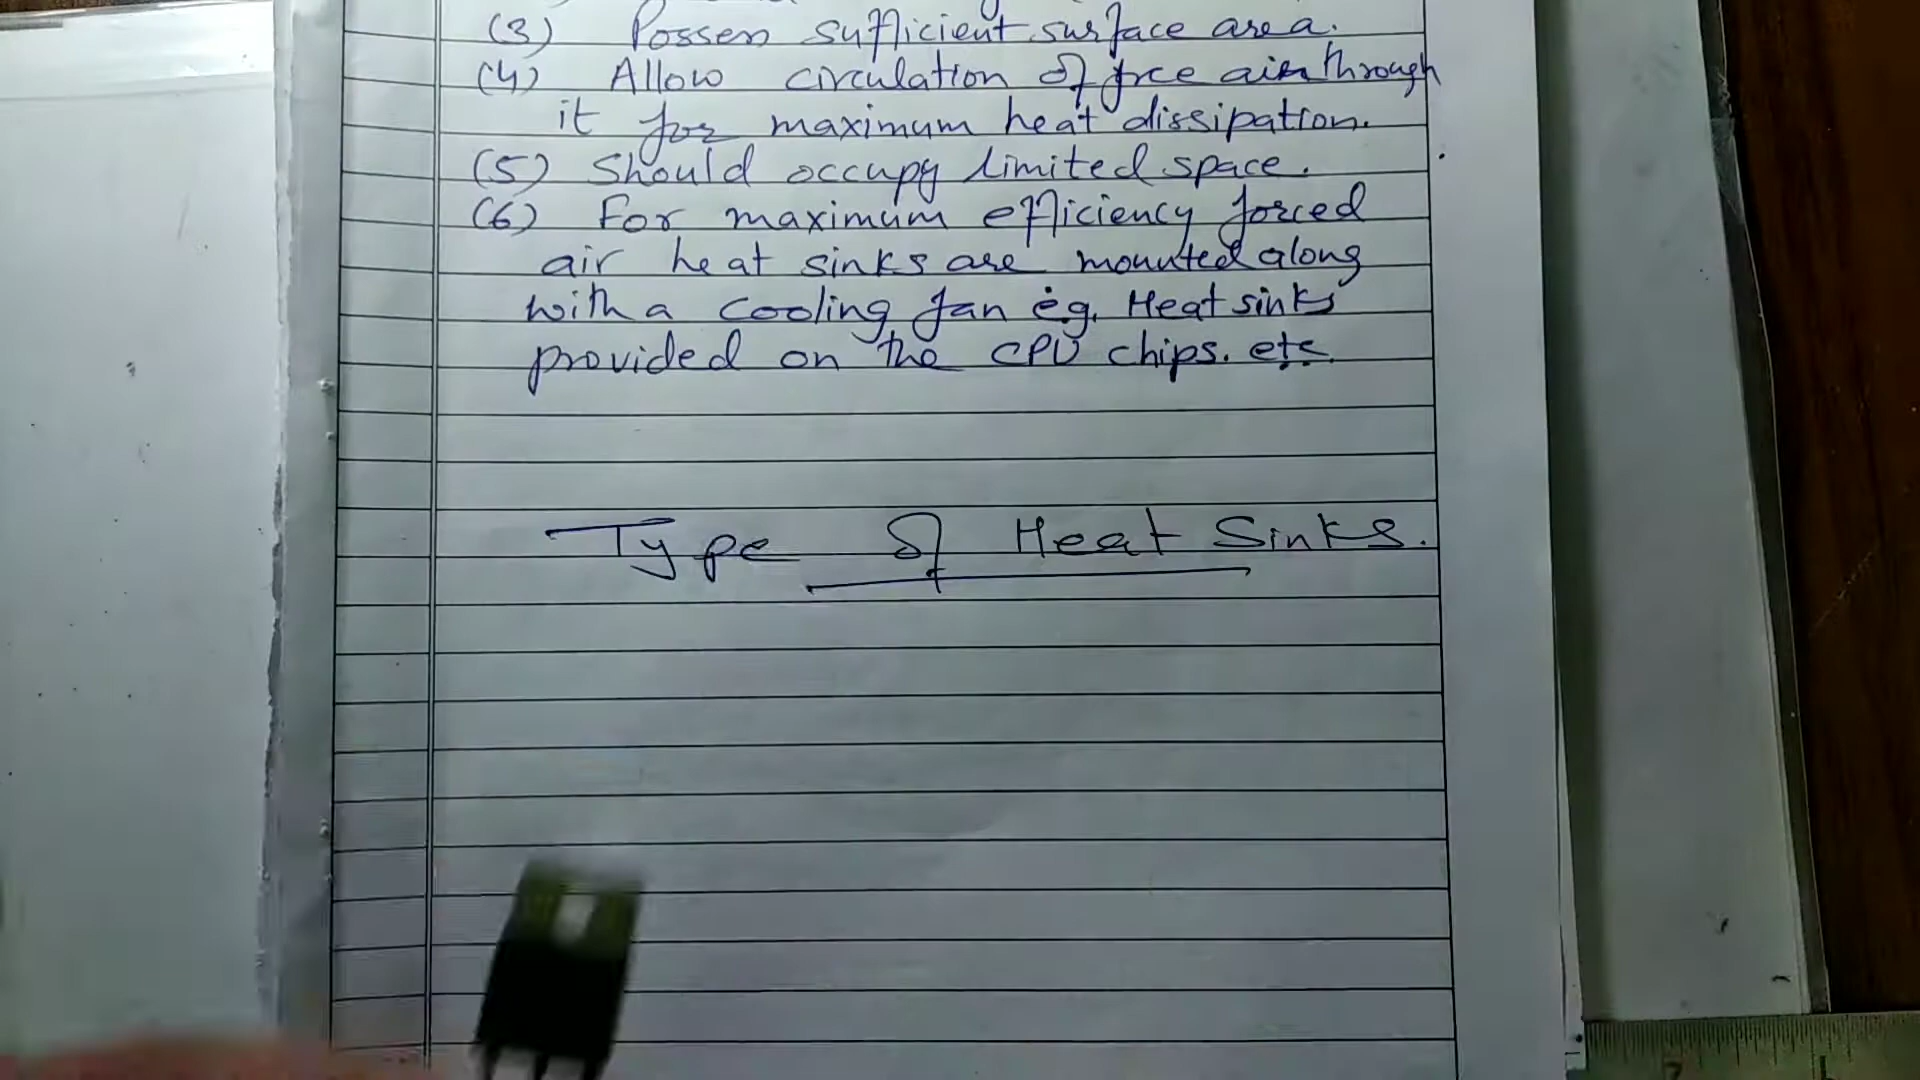 (3) Possess sufficient surface area.
(4) Allow circulation of free air through
it for maximum heat dissipation.
(5) Should occupy limited space.
(6) For maximum efficiency forced
air heat sinks are mounted along
with a cooling fan e.g. Heat sinks
provided on the CPU chips. etc
Type of Heat Sinks.
7